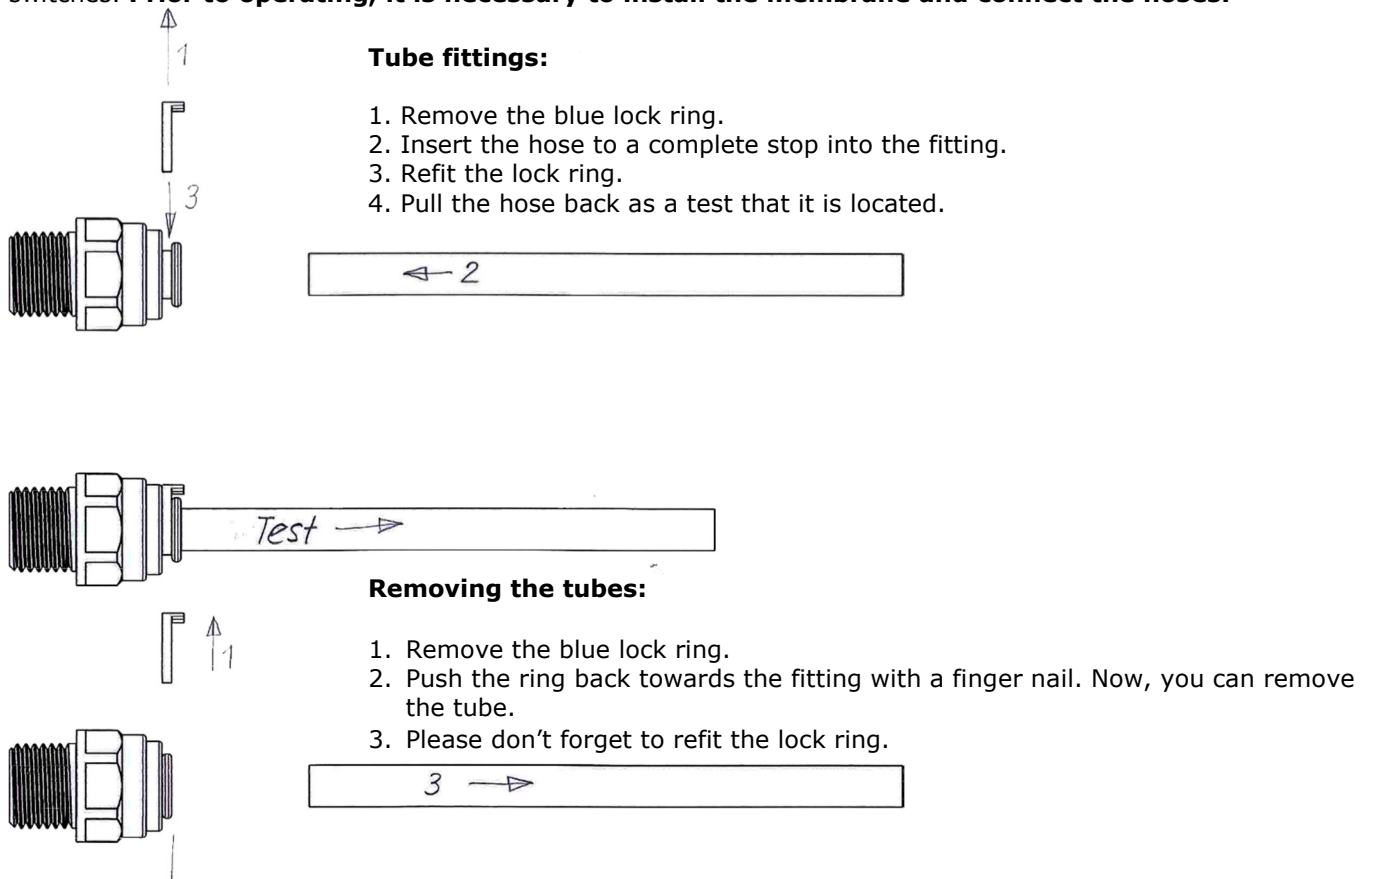 switches. Prior to operating, it is necessary to install the membrane and connect the hoses.
1
Tube fittings:
1. Remove the blue lock ring.
2. Insert the hose to a complete stop into the fitting.
3. Refit the lock ring.
3
4. Pull the hose back as a test that it is located.
2
Test
Removing the tubes:
1
1. Remove the blue lock ring.
2. Push the ring back towards the fitting with a finger nail. Now, you can remove
the tube.
3. Please don't forget to refit the lock ring.
3